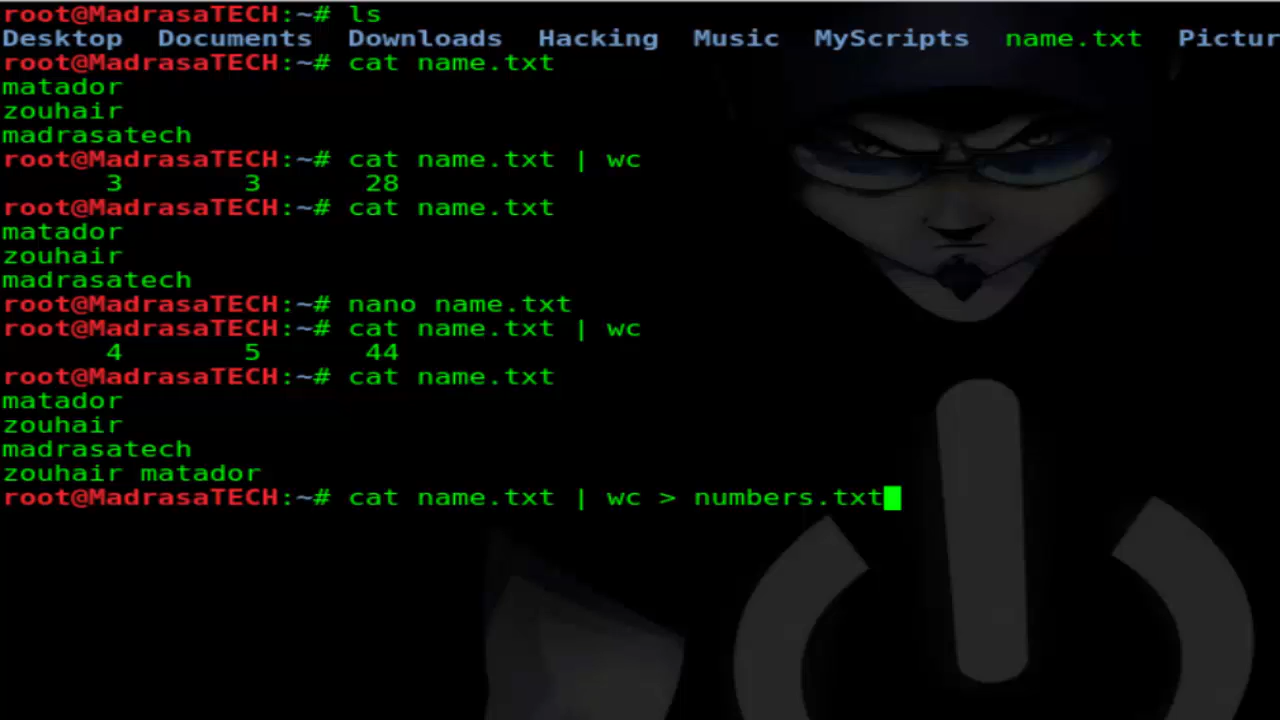 root@MadrasaTECH:~# ls
Desktop  Documents  Downloads  Hacking  Music  MyScripts  name.txt  Pictur
root@MadrasaTECH:~# cat name.txt
matador
zouhair
madrasatech
root@MadrasaTECH:~# cat name.txt | wc
      3       3      28
root@MadrasaTECH:~# cat name.txt
matador
zouhair
madrasatech
root@MadrasaTECH:~# nano name.txt
root@MadrasaTECH:~# cat name.txt | wc
      4       5      44
root@MadrasaTECH:~# cat name.txt
matador
zouhair
madrasatech
zouhair matador
root@MadrasaTECH:~# cat name.txt | wc > numbers.txt